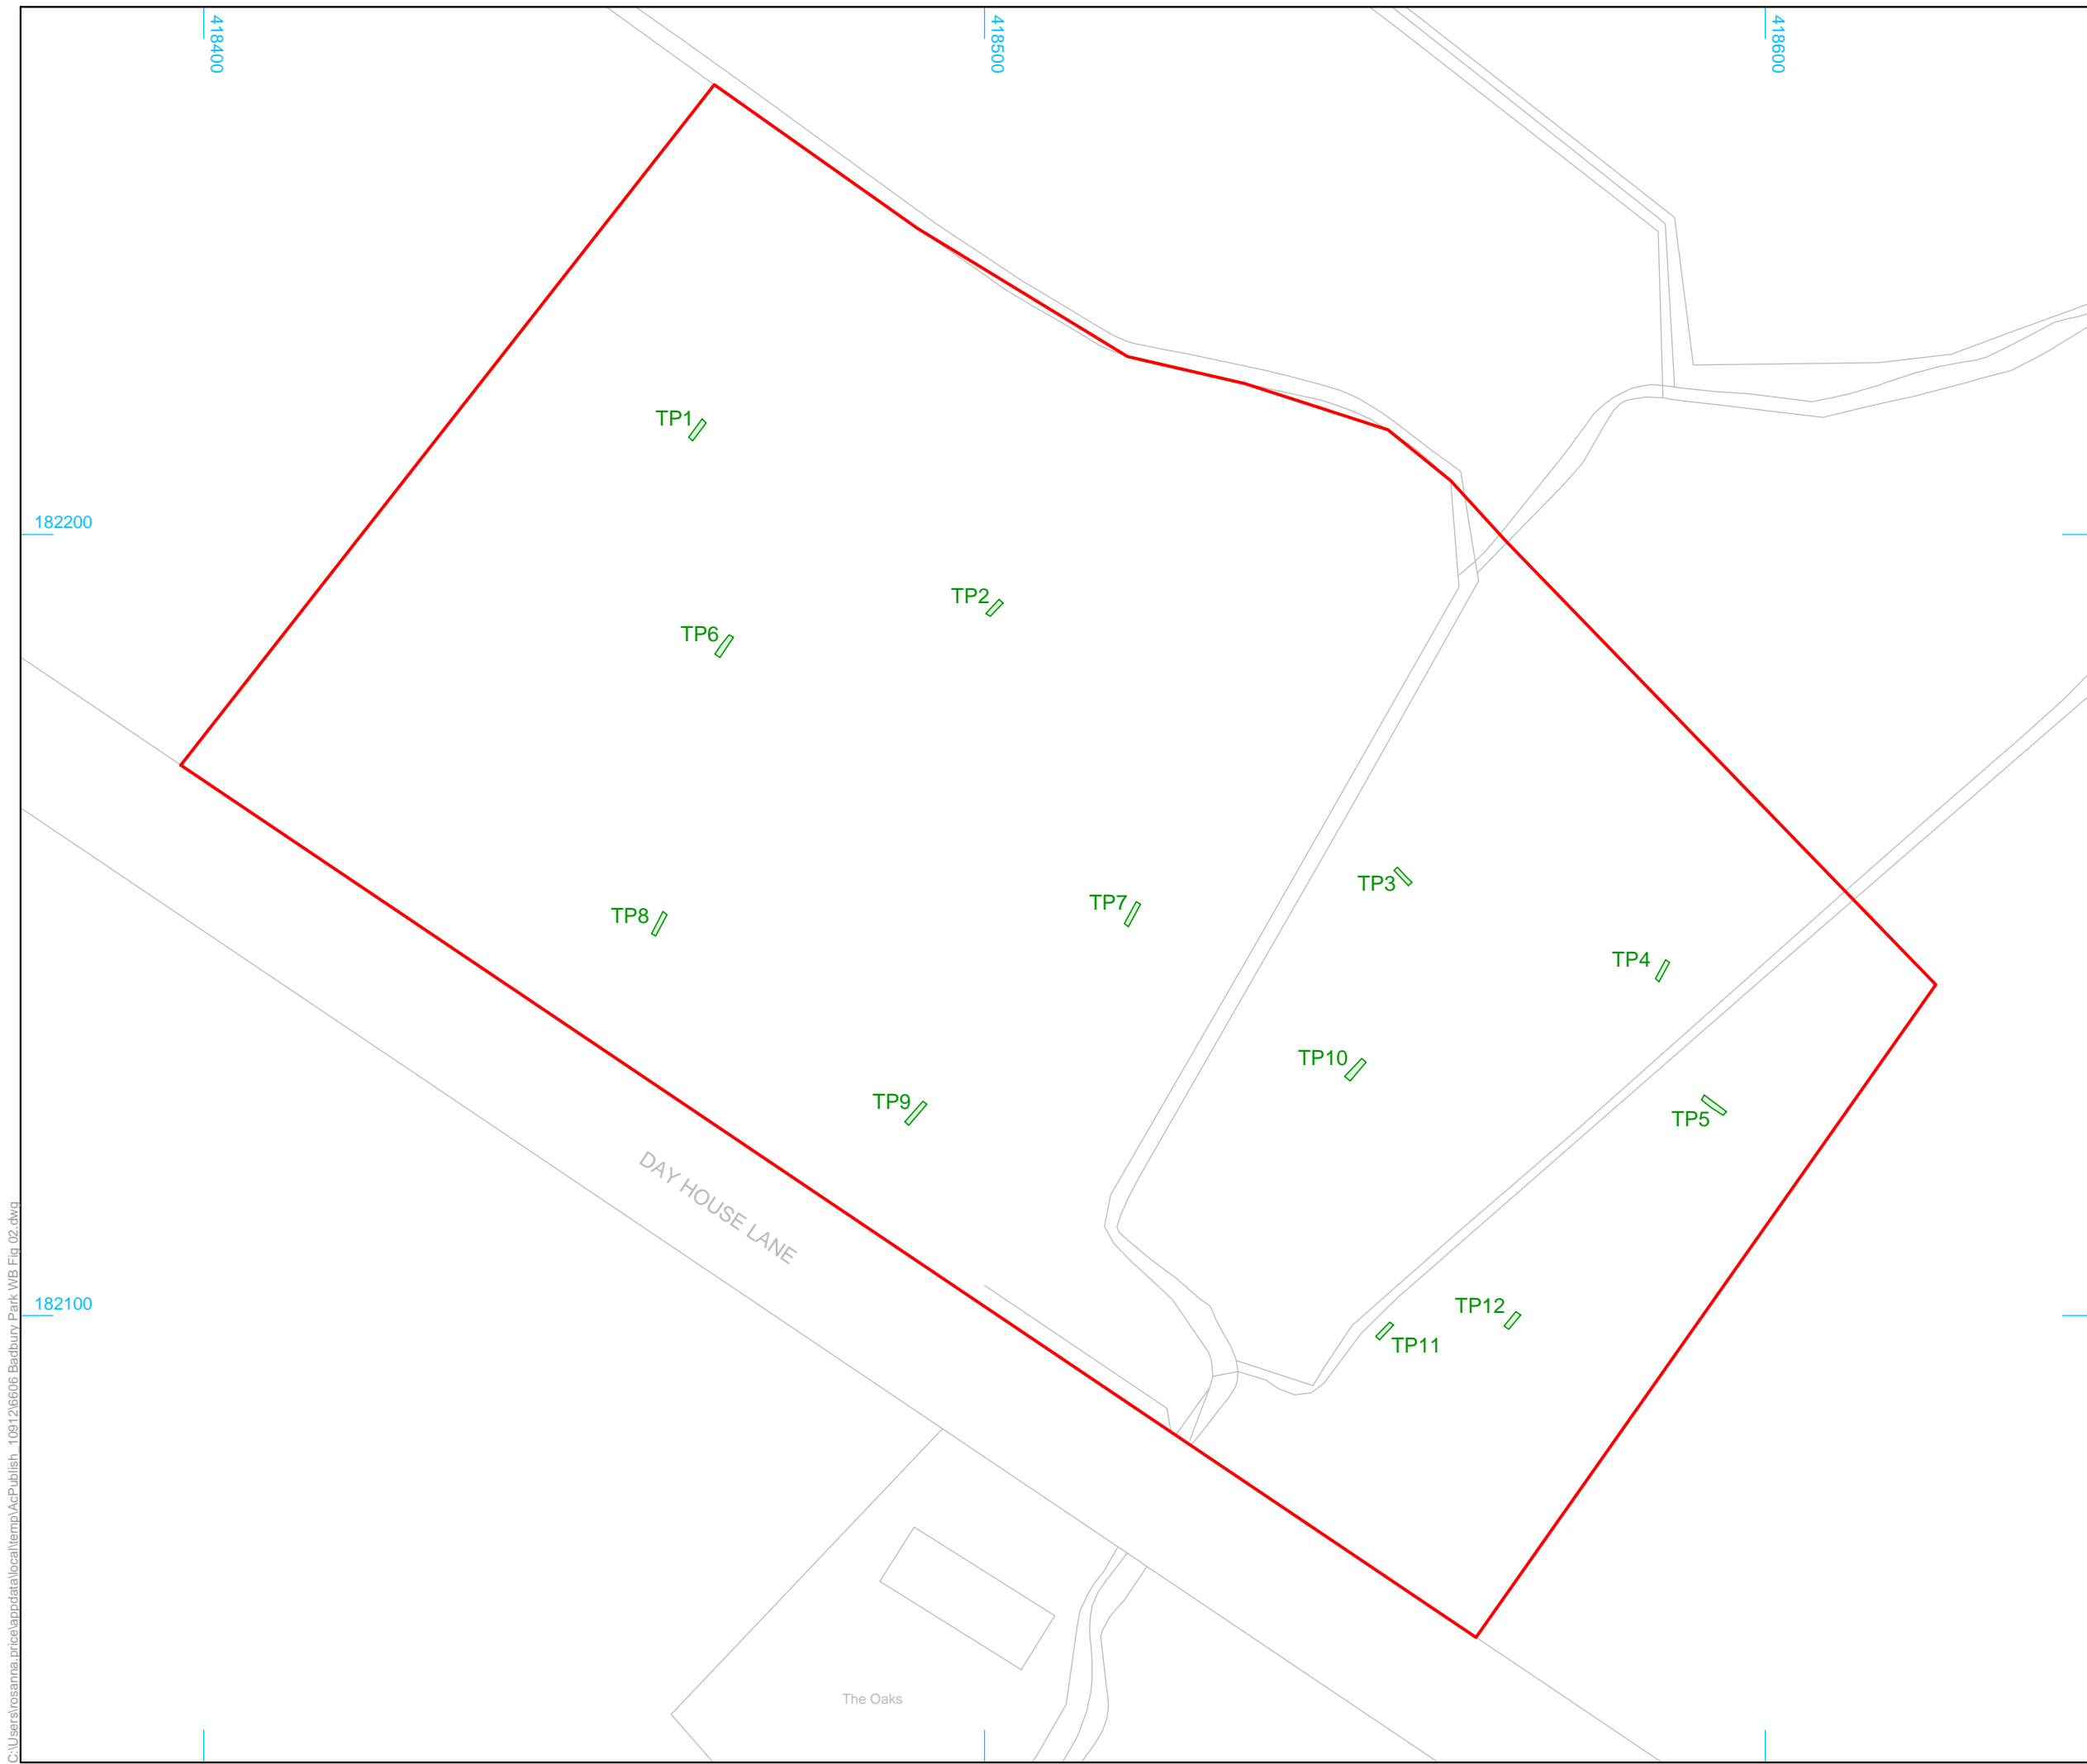 418400
418500
418600
TP1
182200
TP2
TP6
TP3
TP7
TP8
TP4
TP10
TP9
TP5
DAY HOUSE LANE
182100
TP12
TP11
The Oaks
C:\Users\rosanna.price\appdata\local\temp\AcPublish_10912\6606 Badbury Park WB Fig 02.dwg